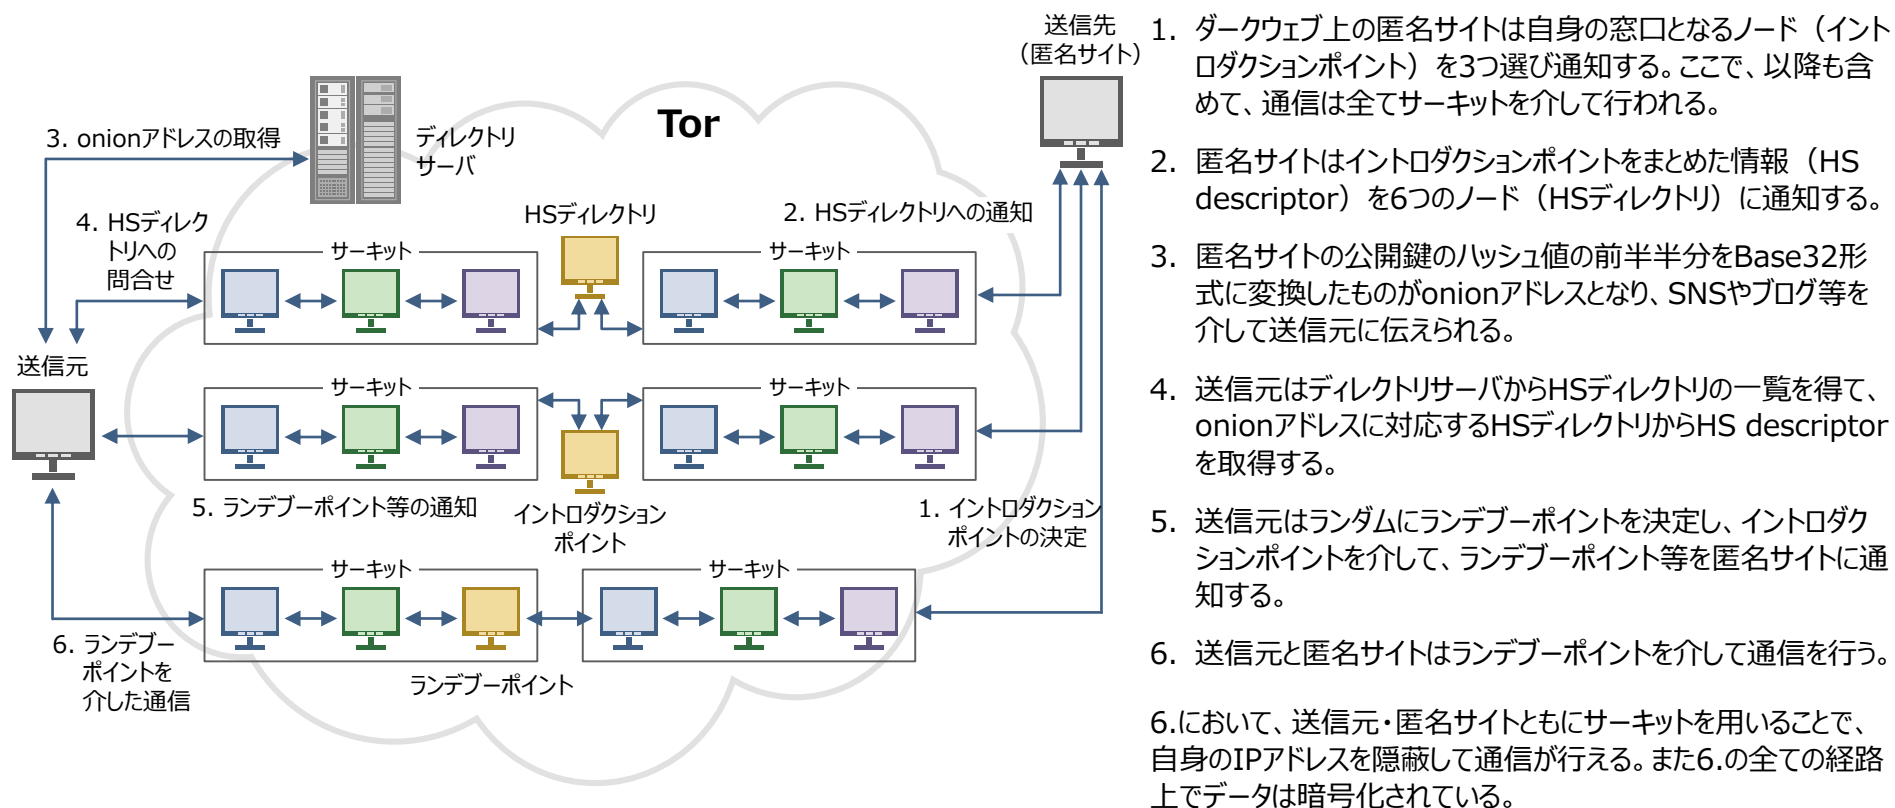 送信先
（匿名サイト）
Tor
3. onionアドレスの取得
ディレクトリ
サーバ
4. HSディレク
トリへの
問合せ
HSディレクトリ
2. HSディレクトリへの通知
サーキット
サーキット
送信元
サーキット
サーキット
5. ランデブーポイント等の通知
イントロダクション
ポイント
1. イントロダクション
ポイントの決定
サーキット
サーキット
6. ランデブー
ポイントを
介した通信
ランデブーポイント
1. ダークウェブ上の匿名サイトは自身の窓口となるノード（イント
ロダクションポイント）を3つ選び通知する。ここで、以降も含
めて、通信は全てサーキットを介して行われる。
2. 匿名サイトはイントロダクションポイントをまとめた情報（HS
descriptor）を6つのノード（HSディレクトリ）に通知する。
3. 匿名サイトの公開鍵のハッシュ値の前半半分をBase32形
式に変換したものがonionアドレスとなり、SNSやブログ等を
介して送信元に伝えられる。
4. 送信元はディレクトリサーバからHSディレクトリの一覧を得て、
onionアドレスに対応するHSディレクトリからHS descriptor
を取得する。
5. 送信元はランダムにランデブーポイントを決定し、イントロダク
ションポイントを介して、ランデブーポイント等を匿名サイトに通
知する。
6. 送信元と匿名サイトはランデブーポイントを介して通信を行う。
6.において、送信元・匿名サイトともにサーキットを用いることで、
自身のIPアドレスを隠蔽して通信が行える。また6.の全ての経路
上でデータは暗号化されている。